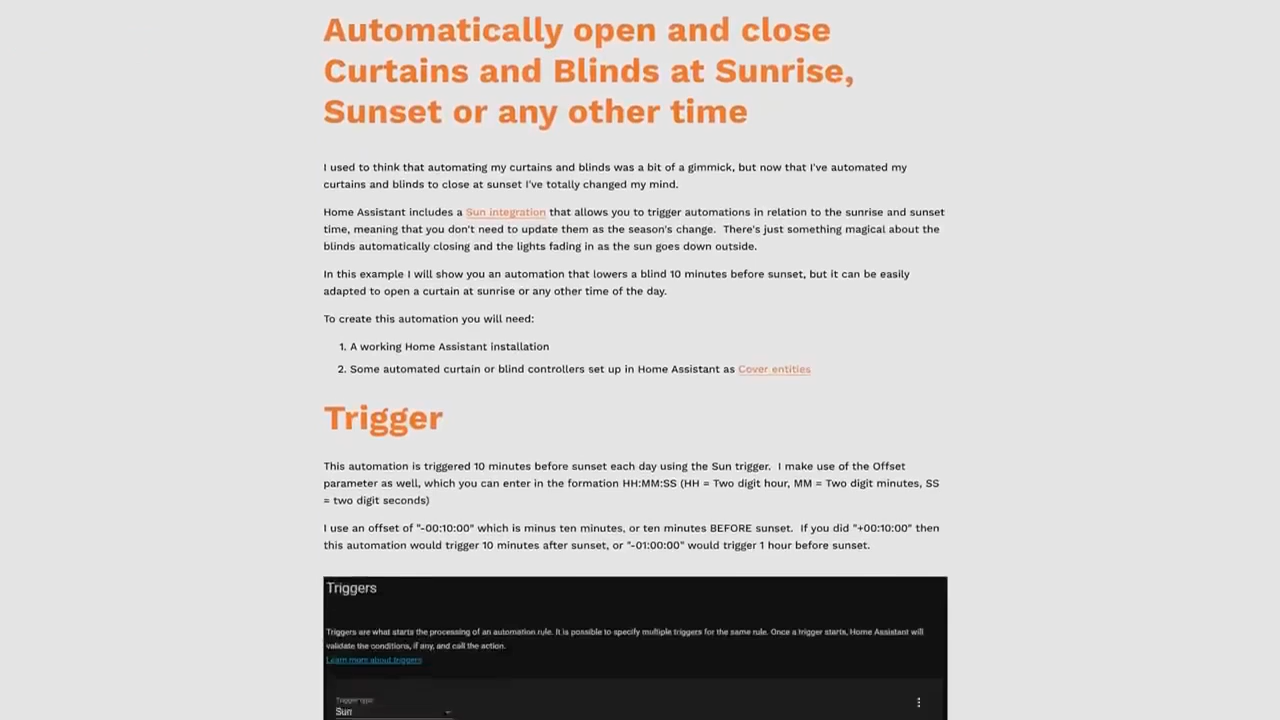 Automatically open and close
Curtains and Blinds at Sunrise,
Sunset or any other time
I used to think that automating my curtains and blinds was a bit of a gimmick, but now that I've automated my
curtains and blinds to close at sunset I've totally changed my mind.
Home Assistant includes a Sun integration that allows you to trigger automations in relation to the sunrise and sunset
time, meaning that you don't need to update them as the season's change.  There's just something magical about the
blinds automatically closing and the lights fading in as the sun goes down outside.
In this example I will show you an automation that lowers a blind 10 minutes before sunset, but it can be easily
adapted to open a curtain at sunrise or any other time of the day.
To create this automation you will need:
1. A working Home Assistant installation
2. Some automated curtain or blind controllers set up in Home Assistant as Cover entities
Trigger
This automation is triggered 10 minutes before sunset each day using the Sun trigger.  I make use of the Offset
parameter as well, which you can enter in the formation HH:MM:SS (HH = Two digit hour, MM = Two digit minutes, SS
= two digit seconds)
I use an offset of "-00:10:00" which is minus ten minutes, or ten minutes BEFORE sunset.  If you did "+00:10:00" then
this automation would trigger 10 minutes after sunset, or "-01:00:00" would trigger 1 hour before sunset.
Triggers
Triggers are what starts the processing of an automation rule. It is possible to specify multiple triggers for the same rule. Once a trigger starts, Home Assistant will
validate the conditions, if any, and call the action.
Learn more about triggers
Trigger type
Sun